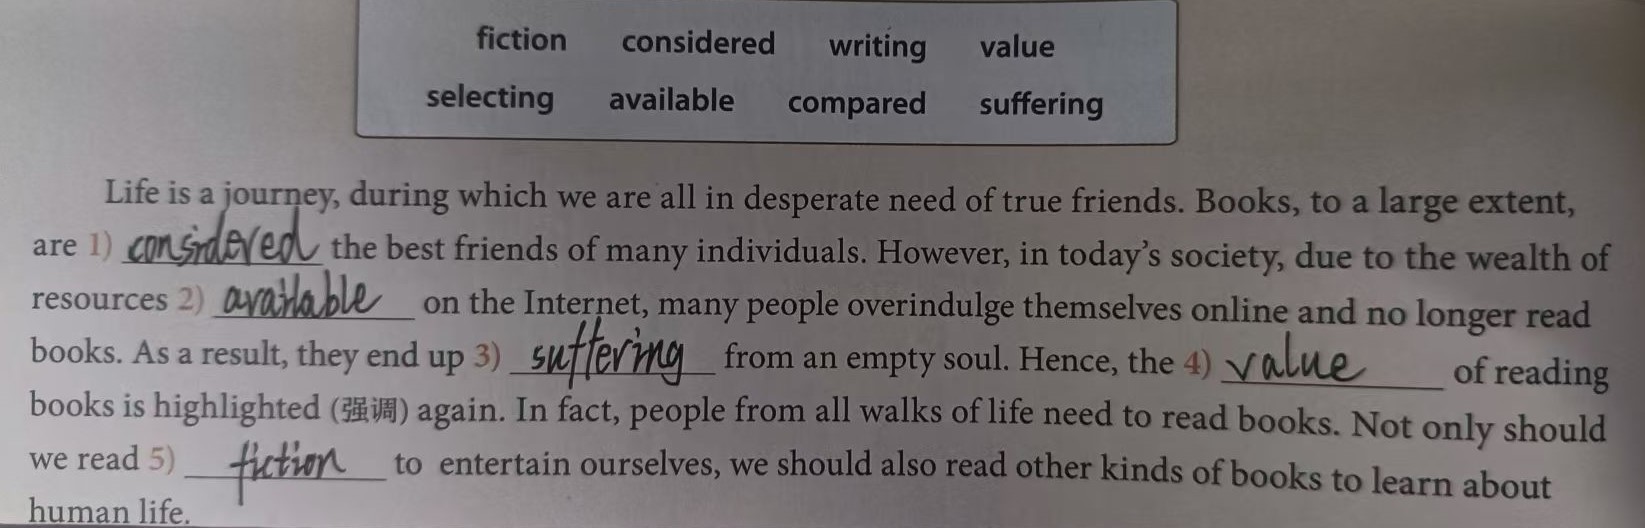 fiction considered writing value
selecting available compared suffering
Life is a journey, during which we are all in desperate need of true friends. Books, to a large extent,
are 1) considered the best friends of many individuals. However, in today's society, due to the wealth of
resources 2) available on the Internet, many people overindulge themselves online and no longer read
books. As a result, they end up 3) suffering from an empty soul. Hence, the 4) value of reading
books is highlighted (强调) again. In fact, people from all walks of life need to read books. Not only should
we read 5) fiction to entertain ourselves, we should also read other kinds of books to learn about
human life.